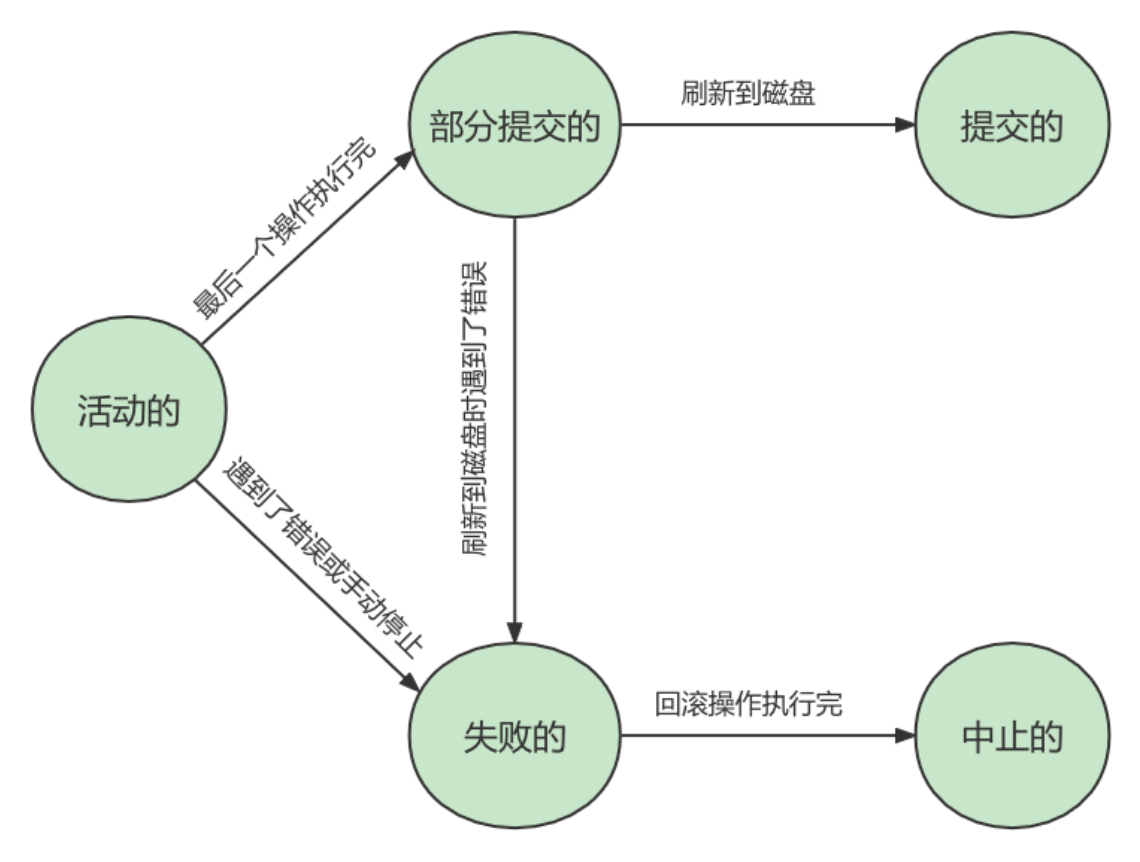 部分提交的
刷新到磁盘
提交的
最后一个操作执行完
刷新到磁盘时遇到了错误
活动的
遇到了错误或手动停止
失败的
回滚操作执行完
中止的